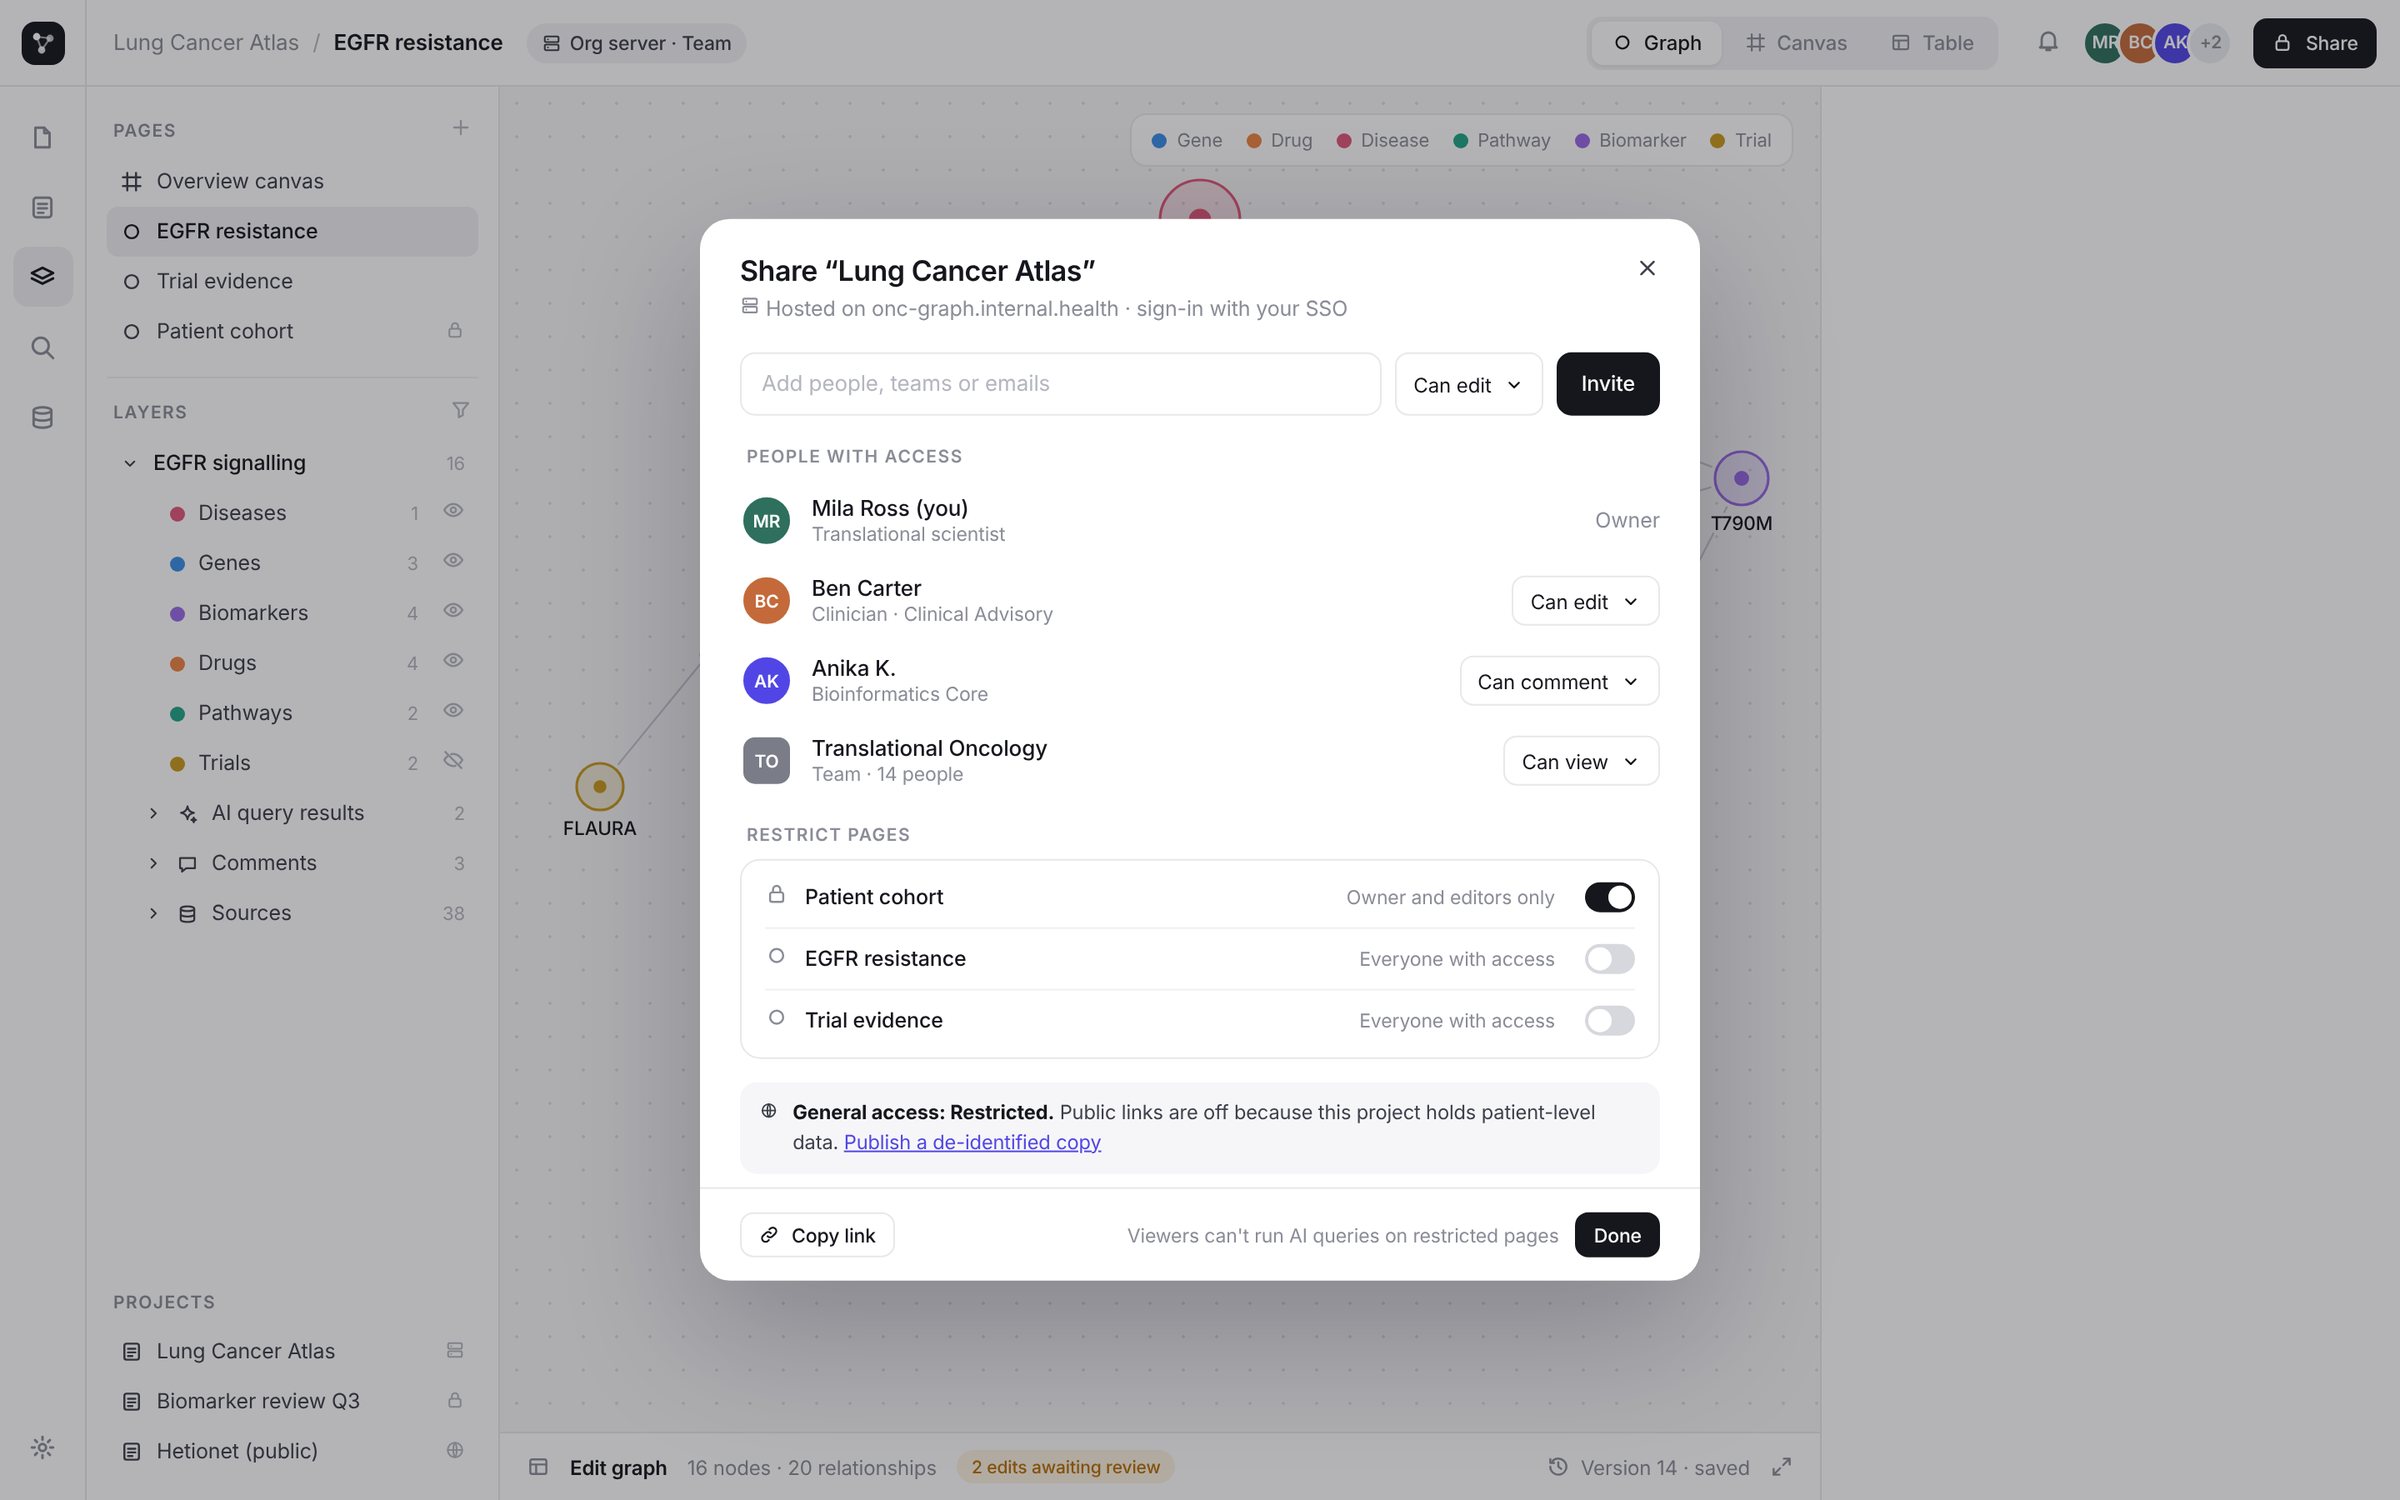 Lung Cancer Atlas / EGFR resistance
Org server · Team
Graph
Canvas
Table
MR
BC
AK
+2
Share
PAGES
Overview canvas
EGFR resistance
Trial evidence
Patient cohort
LAYERS
EGFR signalling 16
Diseases 1
Genes 3
Biomarkers 4
Drugs 4
Pathways 2
Trials 2
AI query results 2
Comments 3
Sources 38
PROJECTS
Lung Cancer Atlas
Biomarker review Q3
Hetionet (public)
Gene
Drug
Disease
Pathway
Biomarker
Trial
T790M
FLAURA
Share “Lung Cancer Atlas”
Hosted on onc-graph.internal.health · sign-in with your SSO
Add people, teams or emails
Can edit
Invite
PEOPLE WITH ACCESS
MR
Mila Ross (you)
Translational scientist
Owner
BC
Ben Carter
Clinician · Clinical Advisory
Can edit
AK
Anika K.
Bioinformatics Core
Can comment
TO
Translational Oncology
Team · 14 people
Can view
RESTRICT PAGES
Patient cohort
Owner and editors only
EGFR resistance
Everyone with access
Trial evidence
Everyone with access
General access: Restricted. Public links are off because this project holds patient-level
data. Publish a de-identified copy
Copy link
Viewers can't run AI queries on restricted pages
Done
Edit graph
16 nodes · 20 relationships
2 edits awaiting review
Version 14 · saved